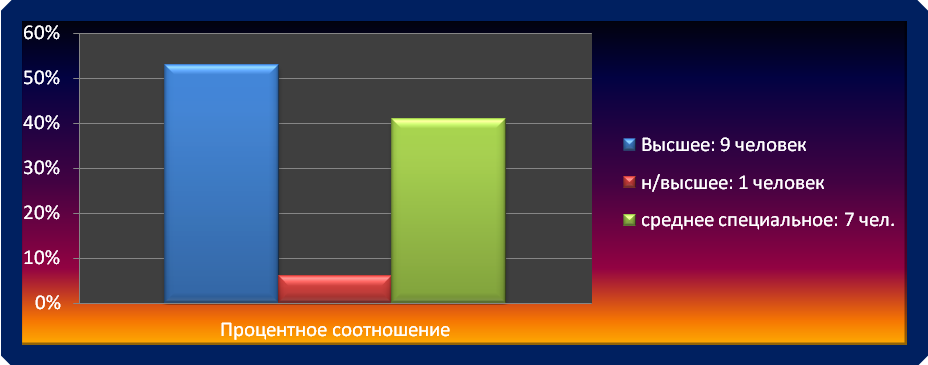 60%
50%
40%
30%
20%
10%
0%
Процентное соотношение
Высшее: 9 человек
н/высшее: 1 человек
среднее специальное: 7 чел.